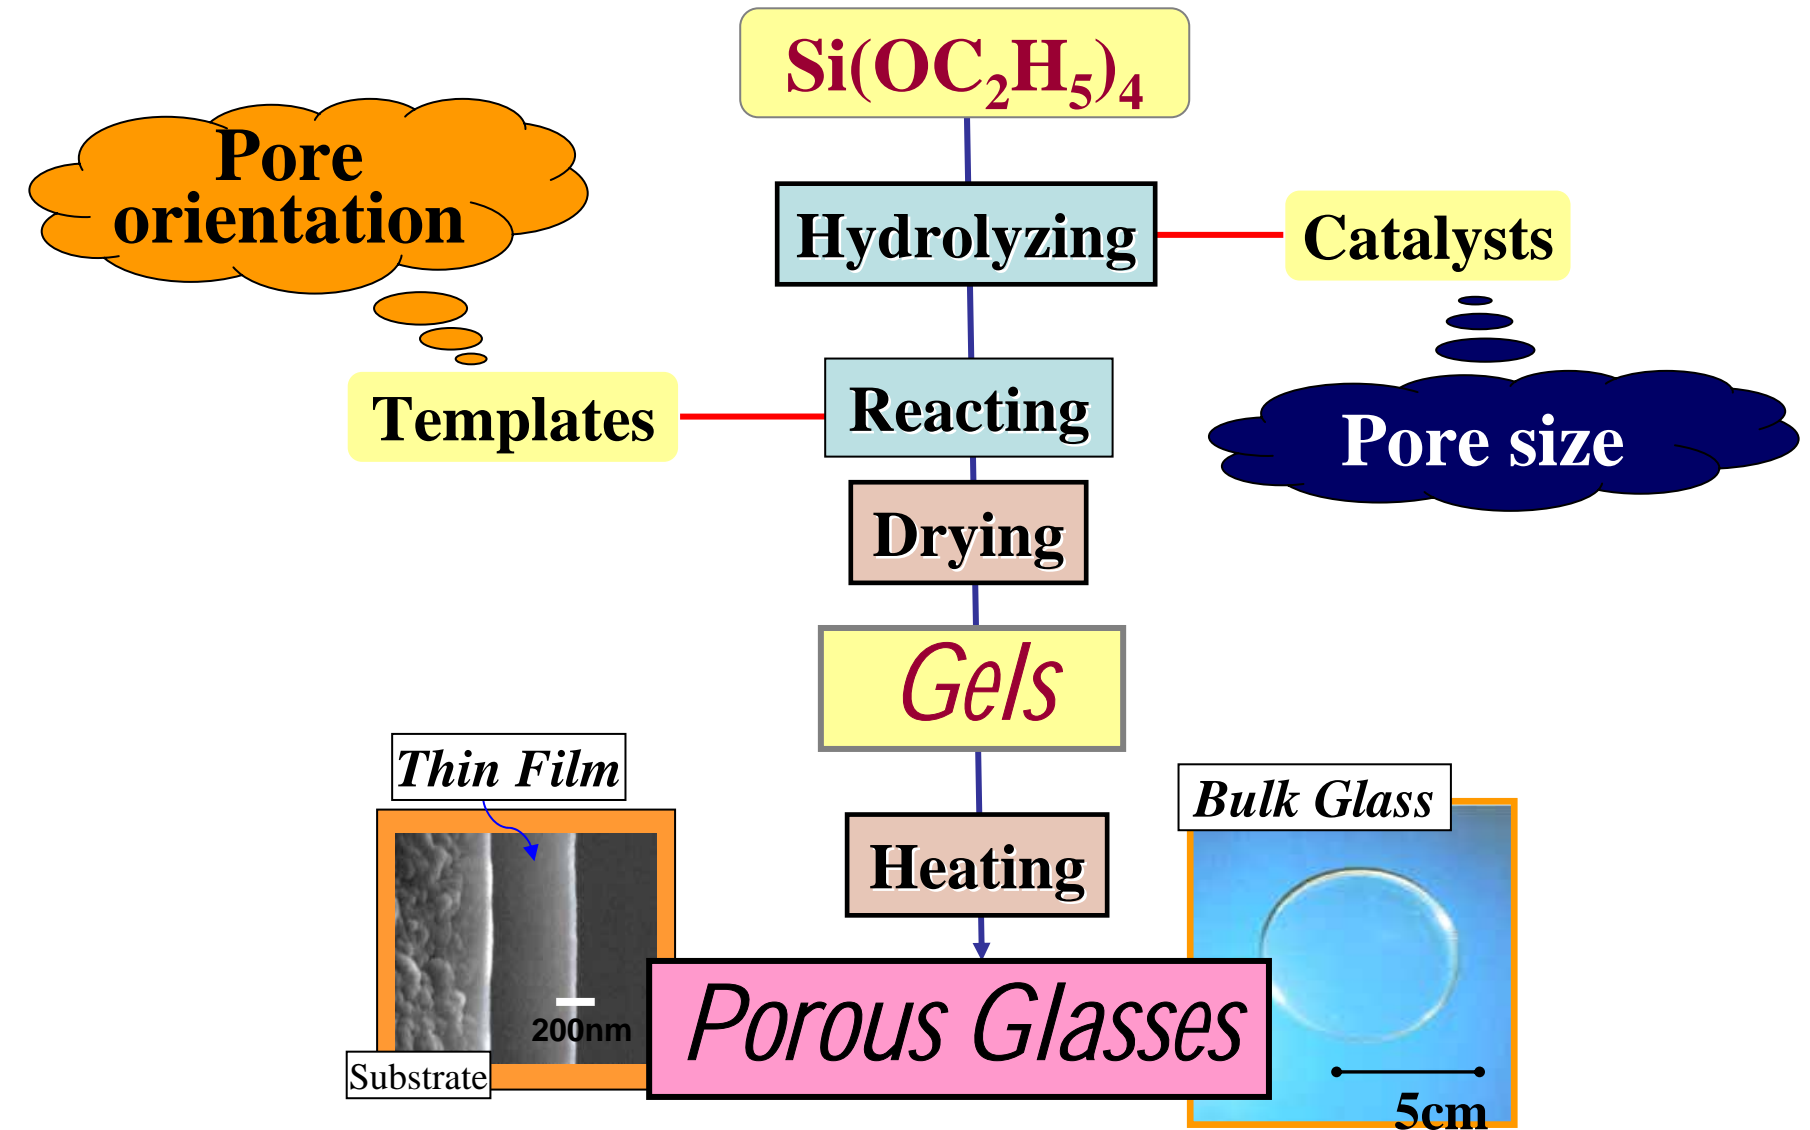 Si(OC₂H₅)₄
Pore
orientation
Hydrolyzing
Catalysts
Templates
Reacting
Pore size
Drying
Gels
Thin Film
Bulk Glass
Heating
200nm
Substrate
Porous Glasses
5cm